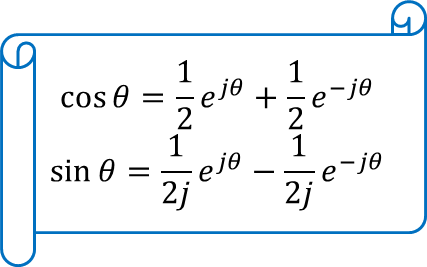 cos θ = 1/2 e^{jθ} + 1/2 e^{−jθ}
sin θ = 1/2j e^{jθ} − 1/2j e^{−jθ}